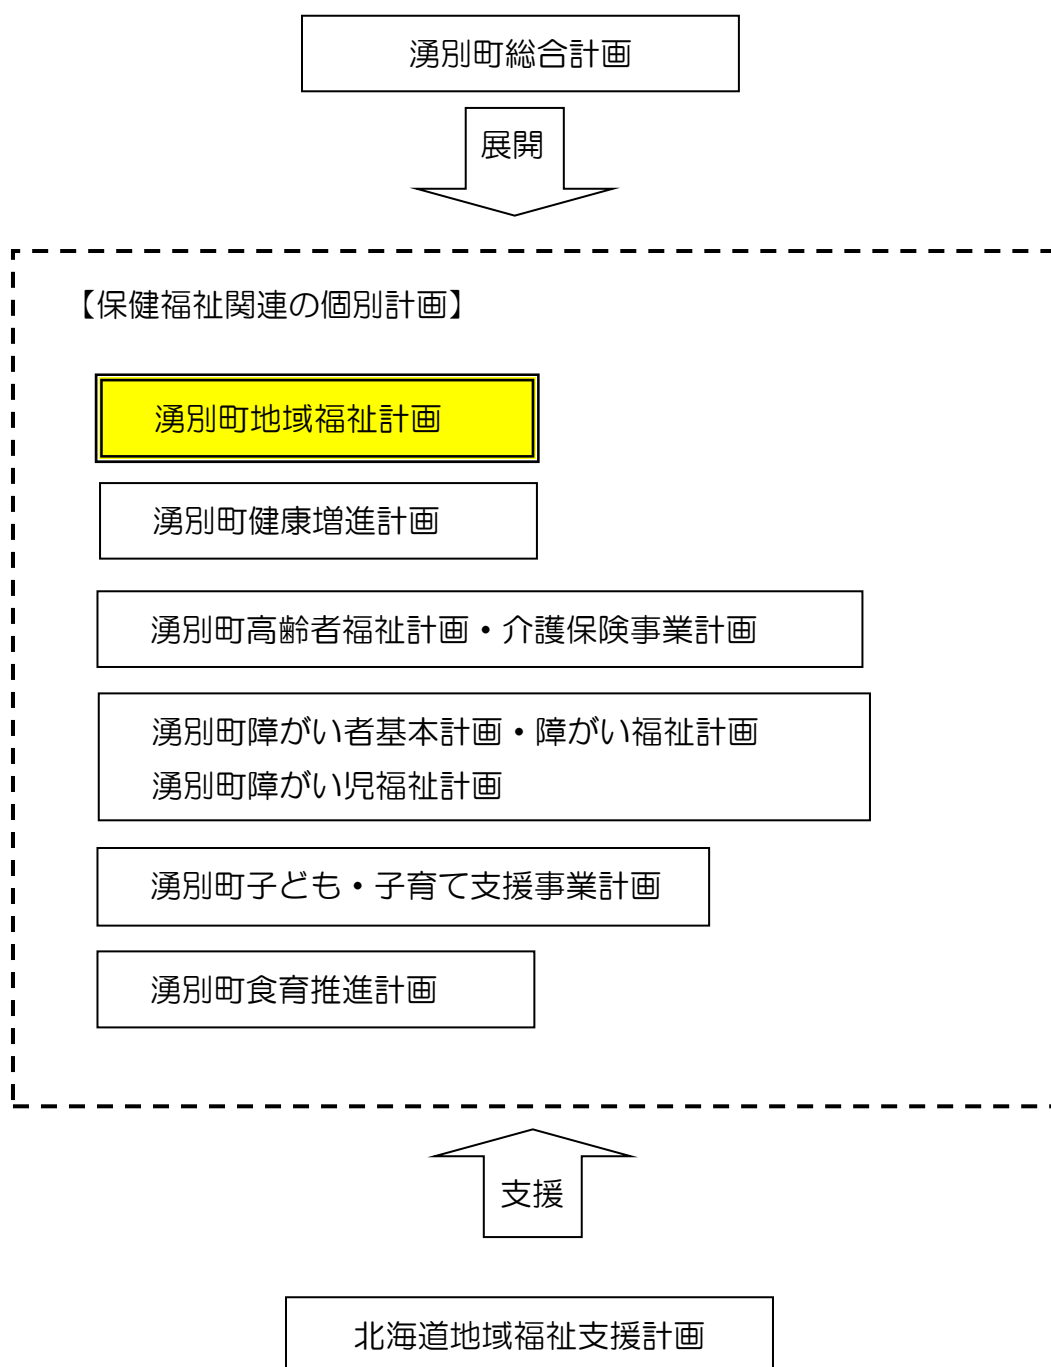 湧別町総合計画
展開
【保健福祉関連の個別計画】
湧別町地域福祉計画
湧別町健康増進計画
湧別町高齢者福祉計画・介護保険事業計画
湧別町障がい者基本計画・障がい福祉計画
湧別町障がい児福祉計画
湧別町子ども・子育て支援事業計画
湧別町食育推進計画
支援
北海道地域福祉支援計画